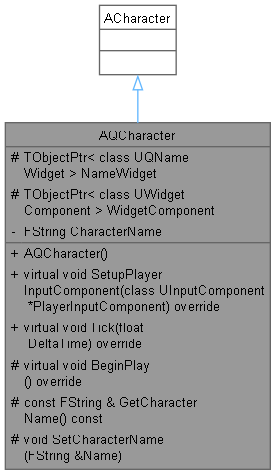 ACharacter
AQCharacter
# TObjectPtr< class UQName
Widget > NameWidget
# TObjectPtr< class UWidget
Component > WidgetComponent
- FString CharacterName
+ AQCharacter()
+ virtual void SetupPlayer
InputComponent(class UInputComponent
*PlayerInputComponent) override
+ virtual void Tick(float
DeltaTime) override
# virtual void BeginPlay
() override
# const FString & GetCharacter
Name() const
# void SetCharacterName
(FString &Name)